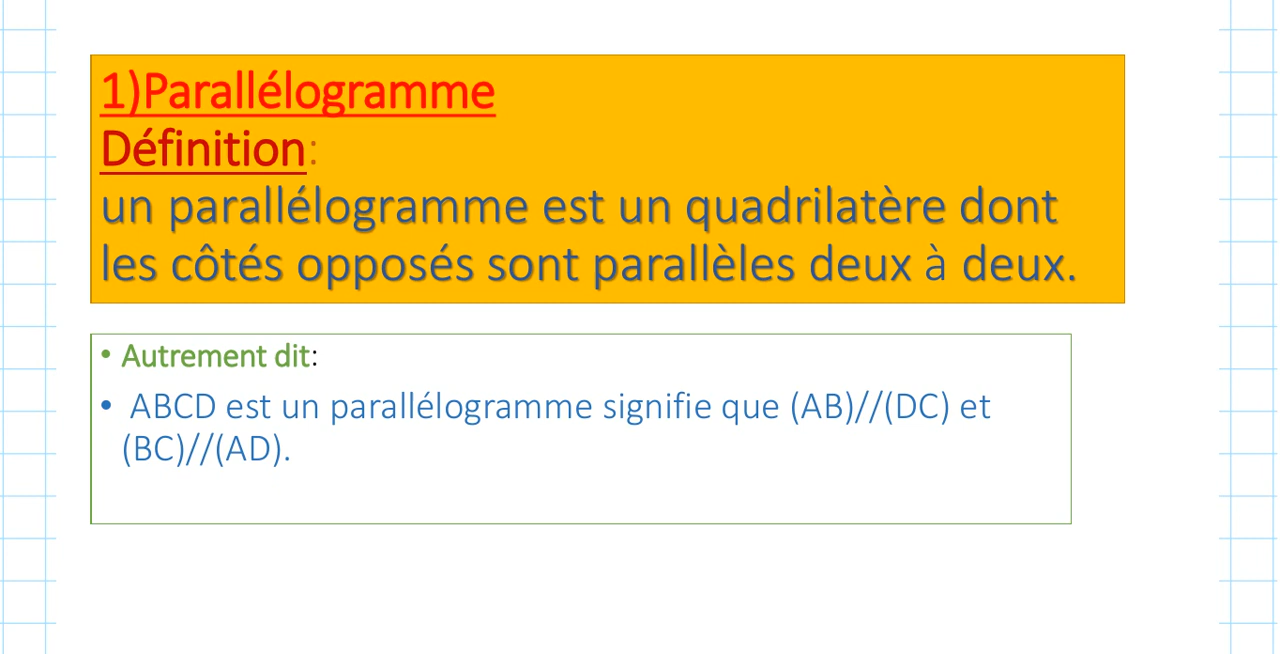 1)Parallélogramme
Définition:
un parallélogramme est un quadrilatère dont
les côtés opposés sont parallèles deux à deux.
• Autrement dit:
• ABCD est un parallélogramme signifie que (AB)//(DC) et
(BC)//(AD).